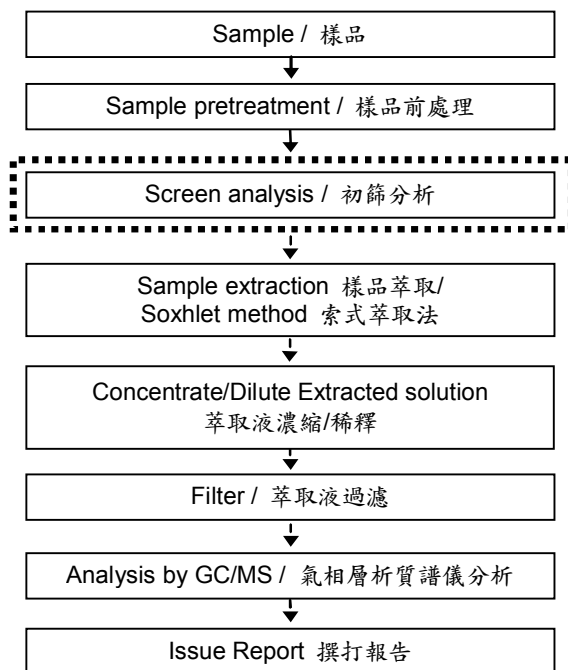 Sample / 樣品
Sample pretreatment / 樣品前處理
Screen analysis / 初篩分析
Sample extraction 樣品萃取/
Soxhlet method 索式萃取法
Concentrate/Dilute Extracted solution
萃取液濃縮/稀釋
Filter / 萃取液過濾
Analysis by GC/MS / 氣相層析質譜儀分析
Issue Report 撰打報告